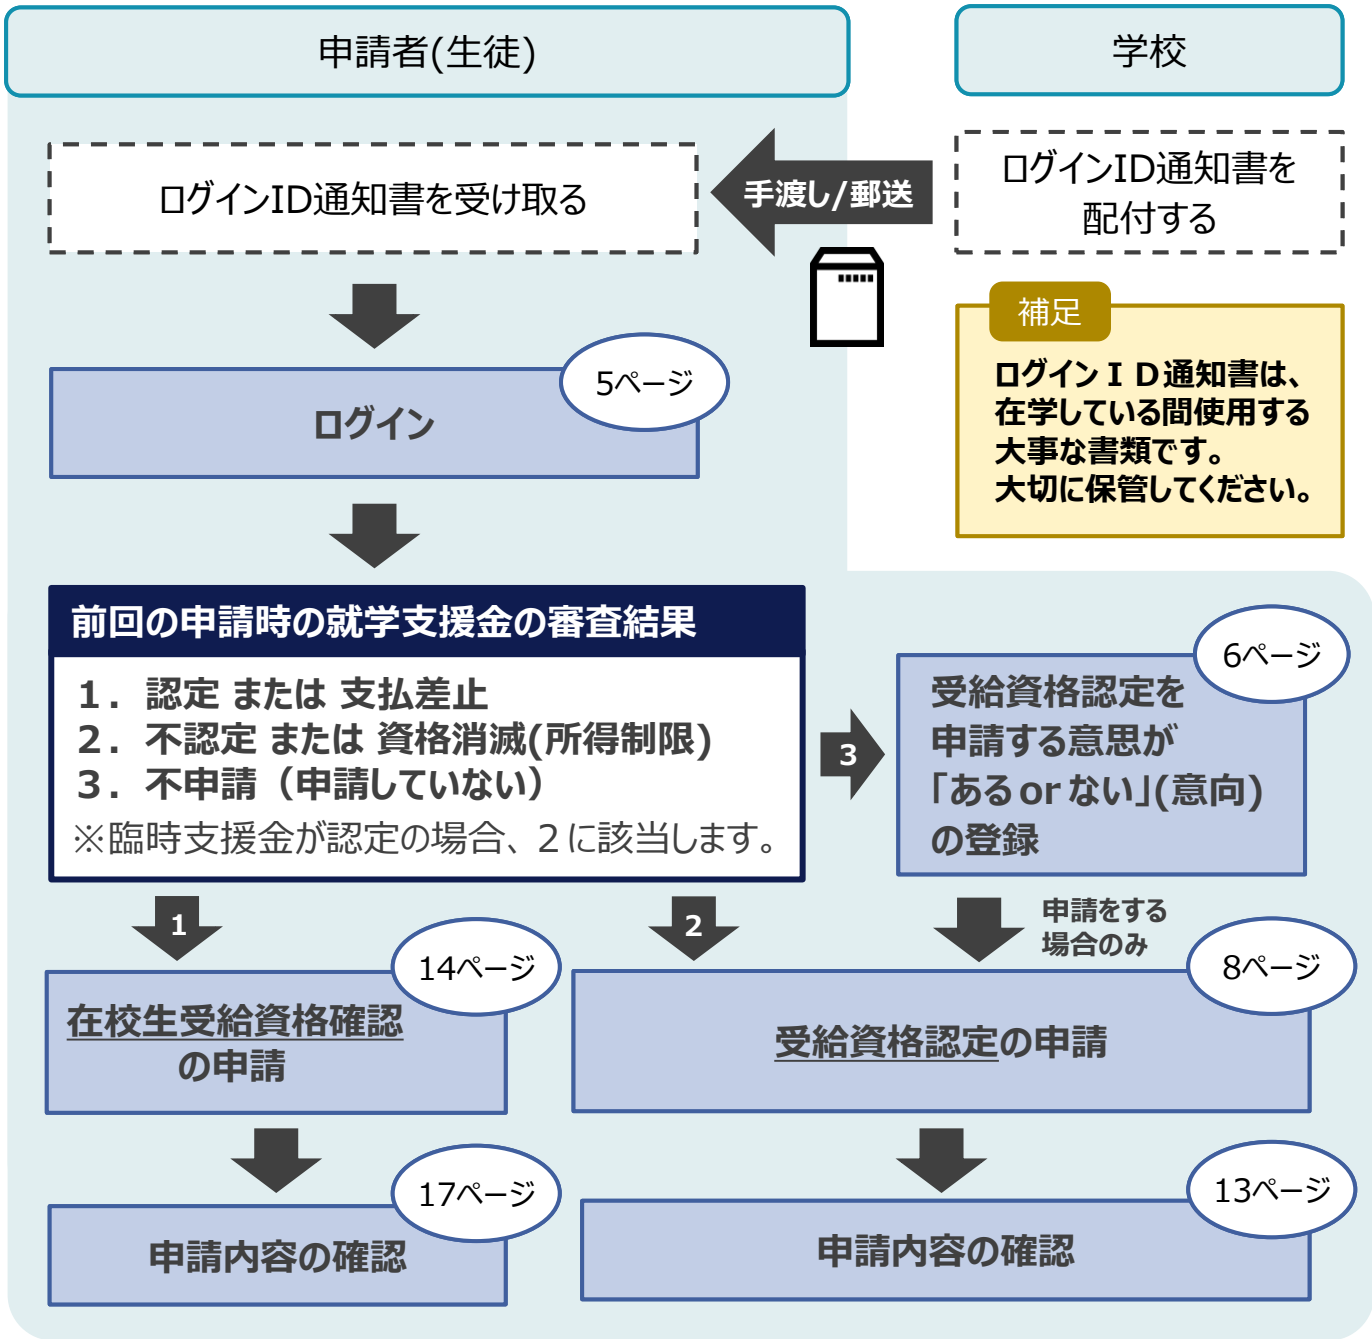 申請者(生徒)
学校
ログインID通知書を受け取る
手渡し/郵送
ログインID通知書を
配付する
補足
ログインＩＤ通知書は、
在学している間使用する
大事な書類です。
大切に保管してください。
5ページ
ログイン
前回の申請時の就学支援金の審査結果
１．認定 または 支払差止
２．不認定 または 資格消滅(所得制限)
３．不申請（申請していない）
※臨時支援金が認定の場合、２に該当します。
3
6ページ
受給資格認定を
申請する意思が
「あるorない」(意向)
の登録
1
2
申請をする
場合のみ
14ページ
在校生受給資格確認
の申請
8ページ
受給資格認定の申請
17ページ
申請内容の確認
13ページ
申請内容の確認